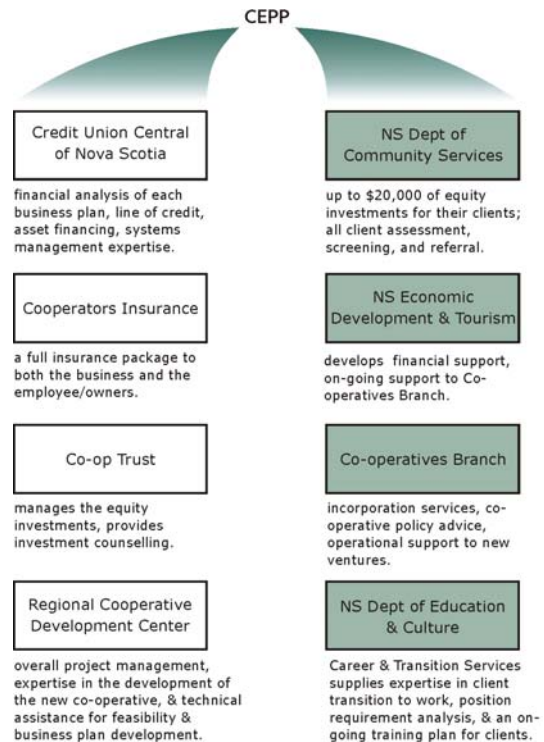 CEPP
Credit Union Central
of Nova Scotia
financial analysis of each
business plan, line of credit,
asset financing, systems
management expertise.
Cooperators Insurance
a full insurance package to
both the business and the
employee/owners.
Co-op Trust
manages the equity
investments, provides
investment counselling.
Regional Cooperative
Development Center
overall project management,
expertise in the development of
the new co-operative, & technical
assistance for feasibility &
business plan development.
NS Dept of
Community Services
up to $20,000 of equity
investments for their clients;
all client assessment,
screening, and referral.
NS Economic
Development & Tourism
develops financial support,
on-going support to Co-
operatives Branch.
Co-operatives Branch
incorporation services, co-
operative policy advice,
operational support to new
ventures.
NS Dept of Education
& Culture
Career & Transition Services
supplies expertise in client
transition to work, position
requirement analysis, & an on-
going training plan for clients.